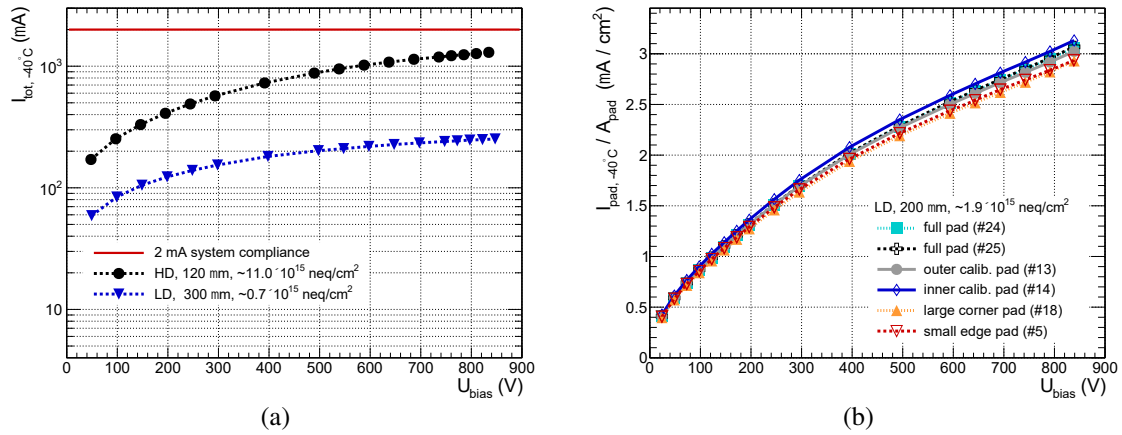 I_tot, -40°C (mA)
10³
10²
10
2 mA system compliance
HD, 120 mm, ~11.0´10¹⁵ neq/cm²
LD, 300 mm, ~0.7´10¹⁵ neq/cm²
0 100 200 300 400 500 600 700 800 900
U_bias (V)
(a)
I_pad, -40°C / A_pad (mA / cm²)
3
2.5
2
1.5
1
0.5
0
LD, 200 mm, ~1.9´10¹⁵ neq/cm²
full pad (#24)
full pad (#25)
outer calib. pad (#13)
inner calib. pad (#14)
large corner pad (#18)
small edge pad (#5)
0 100 200 300 400 500 600 700 800 900
U_bias (V)
(b)